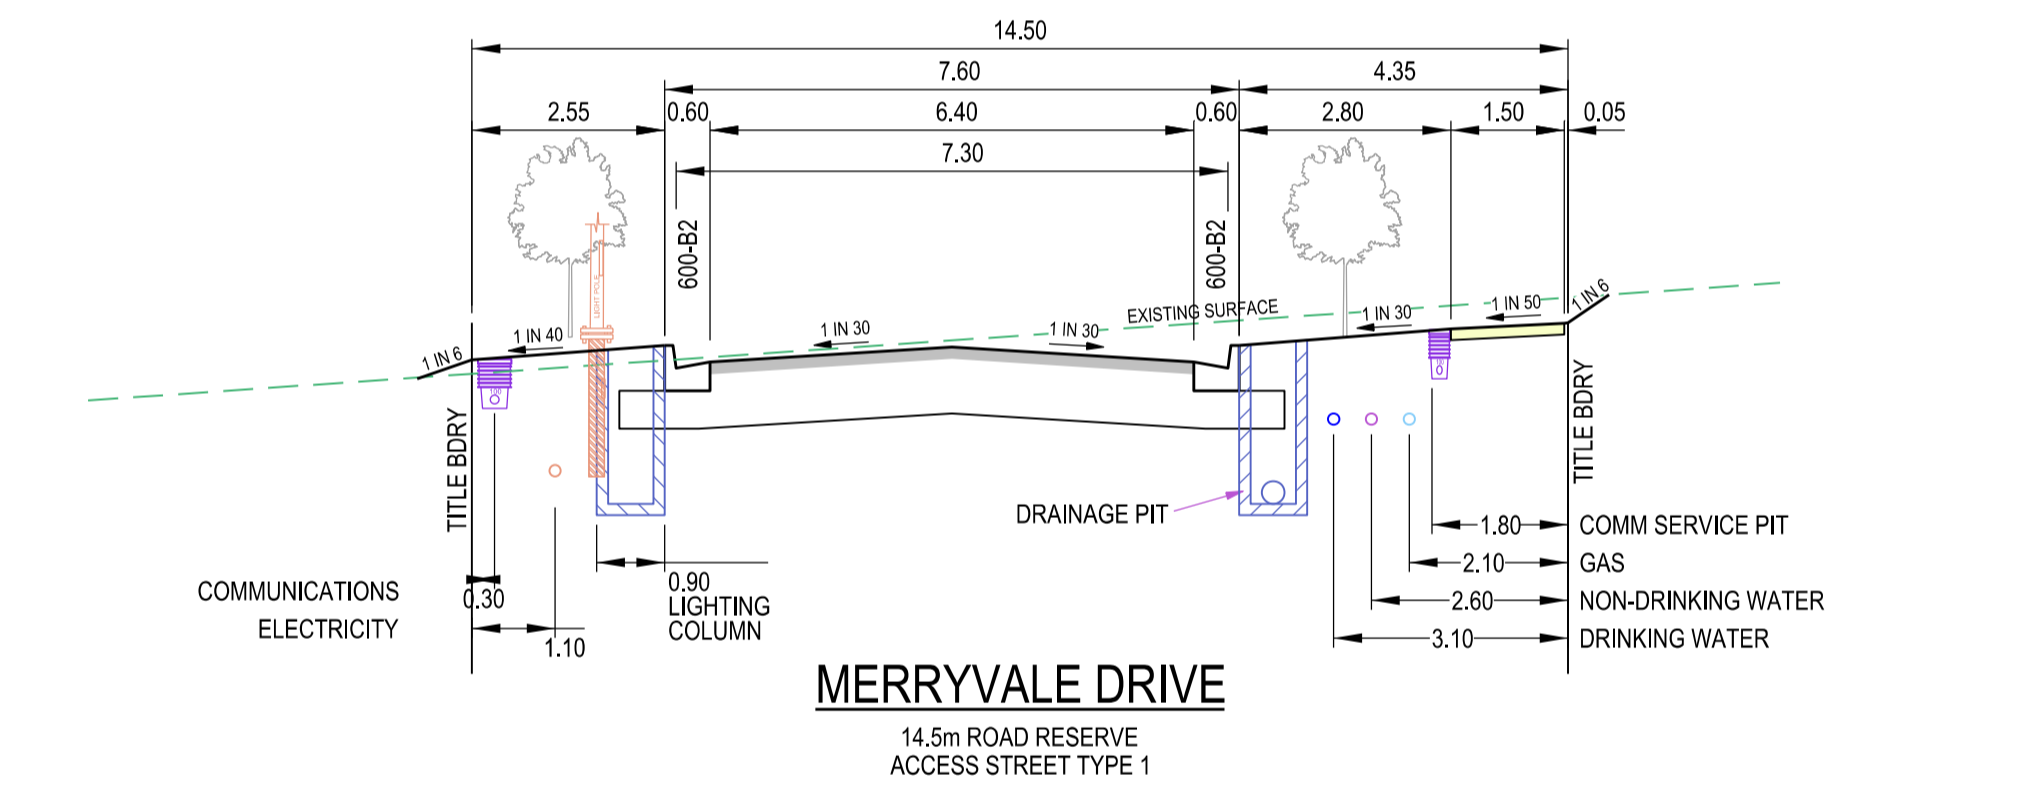 14.50
7.60
4.35
2.55
0.60
6.40
0.60
2.80
1.50
0.05
7.30
600-B2
600-B2
LIGHT POLE
EXISTING SURFACE
1 IN 6
1 IN 40
1 IN 30
1 IN 30
1 IN 30
1 IN 50
1 IN 6
TITLE BDRY
TITLE BDRY
DRAINAGE PIT
1.80
COMM SERVICE PIT
2.10
GAS
2.60
NON-DRINKING WATER
3.10
DRINKING WATER
COMMUNICATIONS
0.30
ELECTRICITY
1.10
0.90
LIGHTING
COLUMN
MERRYVALE DRIVE
14.5m ROAD RESERVE
ACCESS STREET TYPE 1